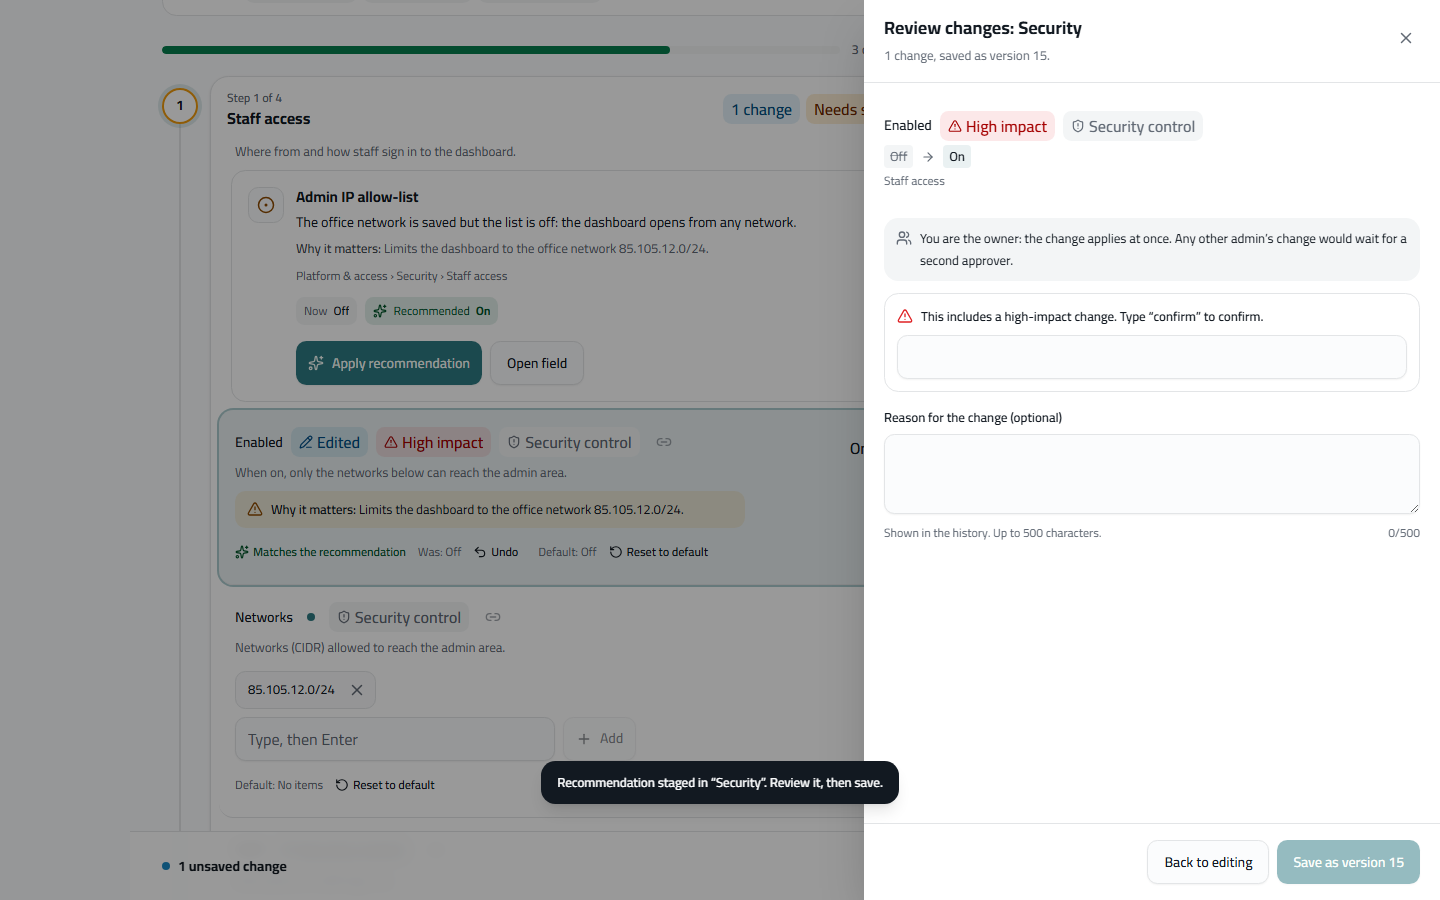 3
1
Step 1 of 4
Staff access
1 change
Needs
Where from and how staff sign in to the dashboard.
Admin IP allow-list
The office network is saved but the list is off: the dashboard opens from any network.
Why it matters: Limits the dashboard to the office network 85.105.12.0/24.
Platform & access › Security › Staff access
Now Off
Recommended On
Apply recommendation
Open field
Enabled
Edited
High impact
Security control
When on, only the networks below can reach the admin area.
Why it matters: Limits the dashboard to the office network 85.105.12.0/24.
Matches the recommendation
Was: Off
Undo
Default: Off
Reset to default
Networks
Security control
Networks (CIDR) allowed to reach the admin area.
85.105.12.0/24
Type, then Enter
Add
Default: No items
Reset to default
Recommendation staged in “Security”. Review it, then save.
1 unsaved change
Review changes: Security
1 change, saved as version 15.
Enabled
High impact
Security control
Off → On
Staff access
You are the owner: the change applies at once. Any other admin’s change would wait for a
second approver.
This includes a high-impact change. Type “confirm” to confirm.
Reason for the change (optional)
Shown in the history. Up to 500 characters.
0/500
Back to editing
Save as version 15